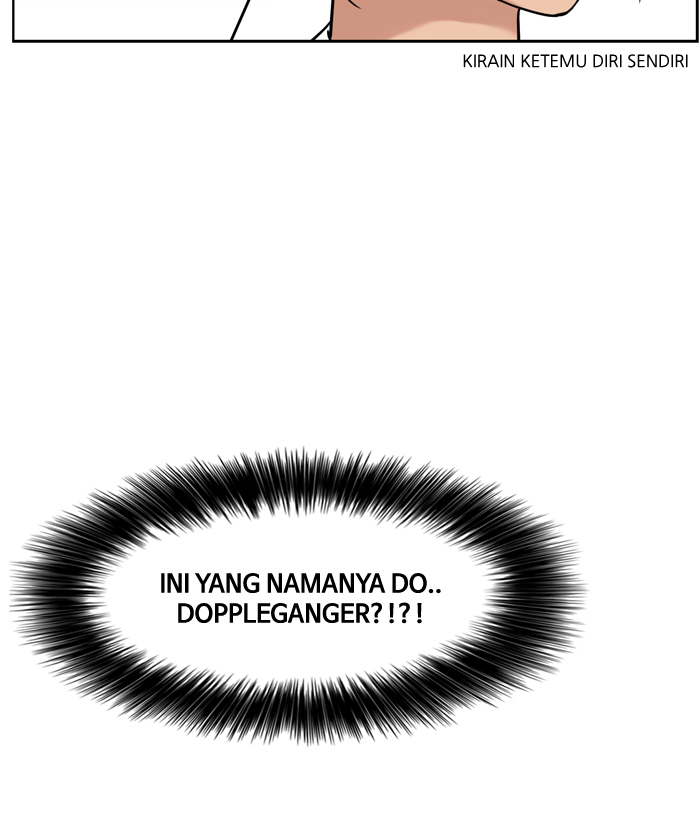 KIRAIN KETEMU DIRI SENDIRI
INI YANG NAMANYA DO..
DOPPLEGANGER?!?!